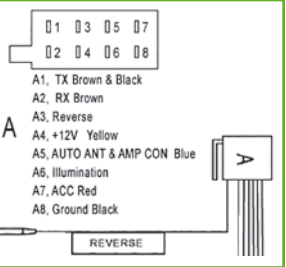 1 3 5 7
2 4 6 8
A1, TX Brown & Black
A2, RX Brown
A3, Reverse
A
A4, +12V Yellow
A5, AUTO ANT & AMP CON Blue
A6, Illumination
A7, ACC Red
A8, Ground Black
A
REVERSE